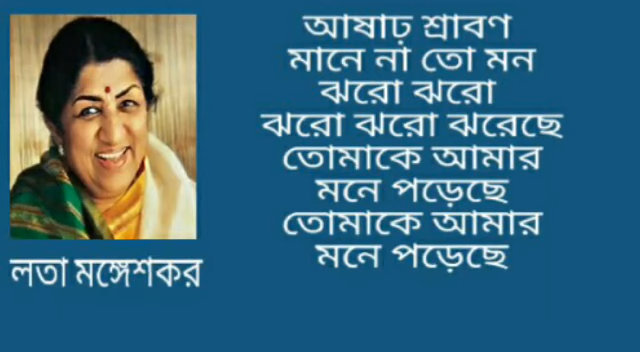 আষাঢ় শ্রাবণ
মানে না তো মন
ঝরো ঝরো
ঝরো ঝরো ঝরেছে
তোমাকে আমার
মনে পড়েছে
তোমাকে আমার
মনে পড়েছে
লতা মঙ্গেশকর